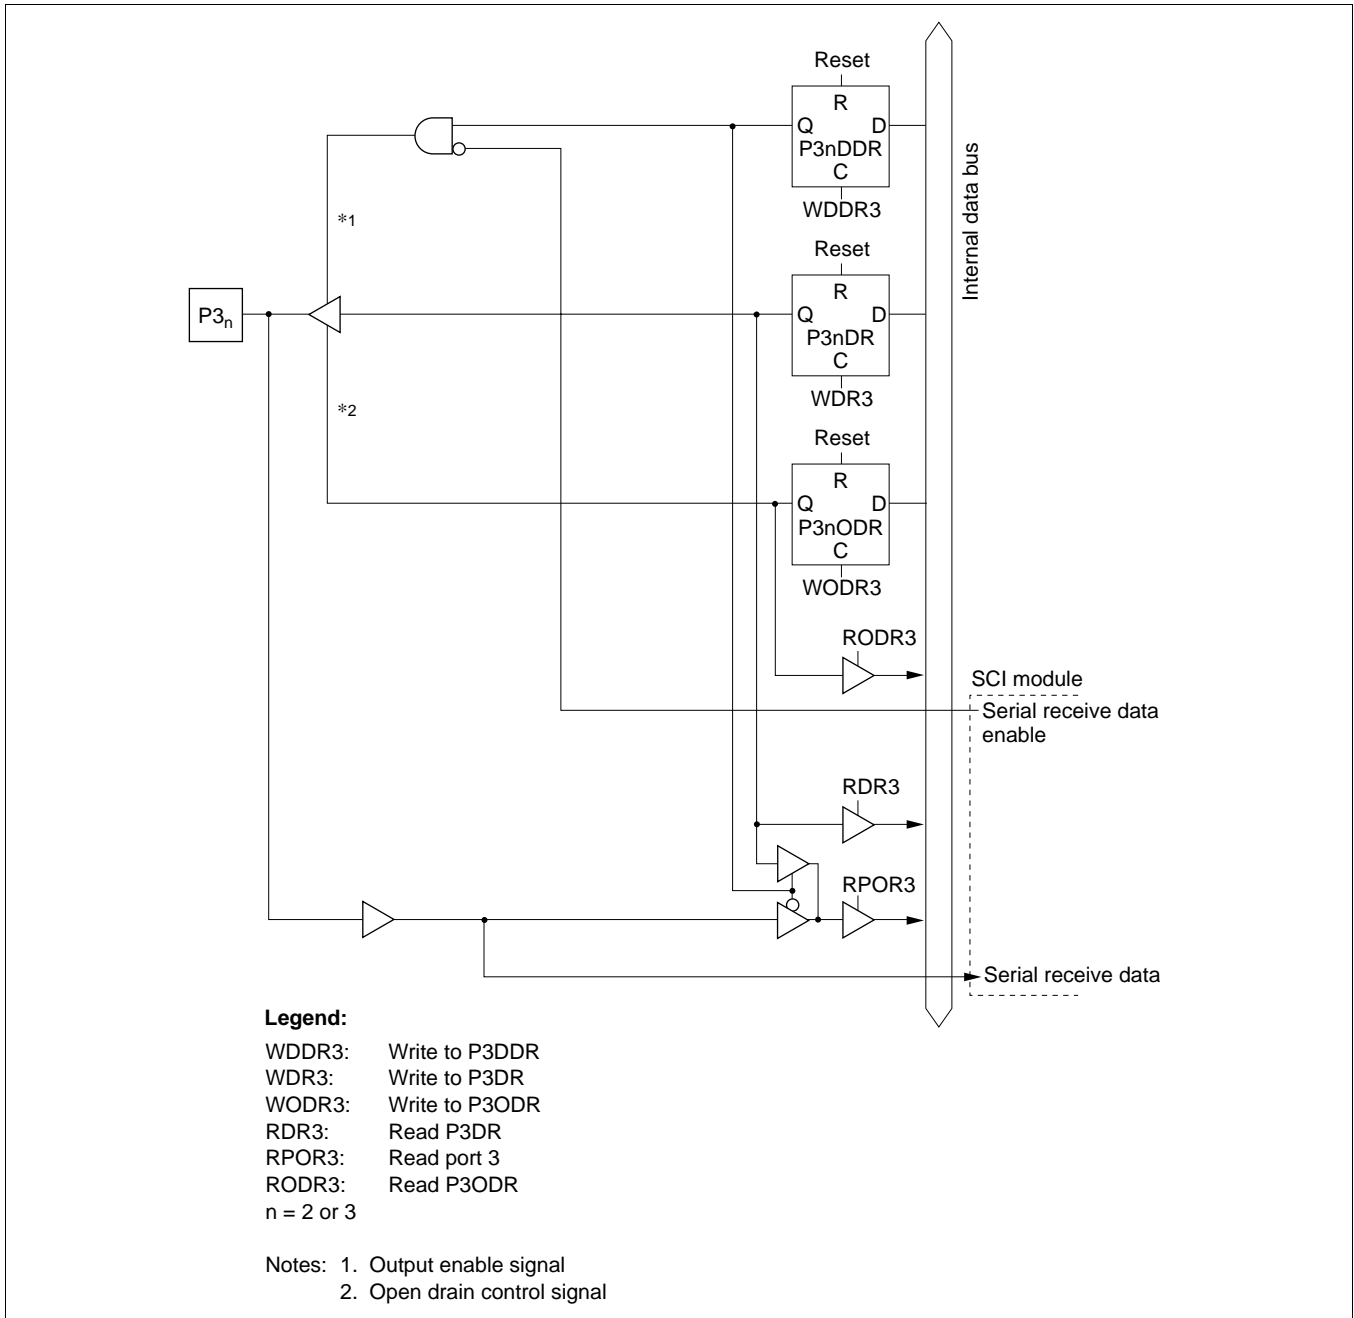 Reset
R
Q D
P3nDDR
C
WDDR3
Internal data bus
*1
Reset
R
P3n
Q D
P3nDR
C
WDR3
*2
Reset
R
Q D
P3nODR
C
WODR3
RODR3
SCI module
Serial receive data
enable
RDR3
RPOR3
Serial receive data
Legend:
WDDR3: Write to P3DDR
WDR3: Write to P3DR
WODR3: Write to P3ODR
RDR3: Read P3DR
RPOR3: Read port 3
RODR3: Read P3ODR
n = 2 or 3
Notes: 1. Output enable signal
2. Open drain control signal